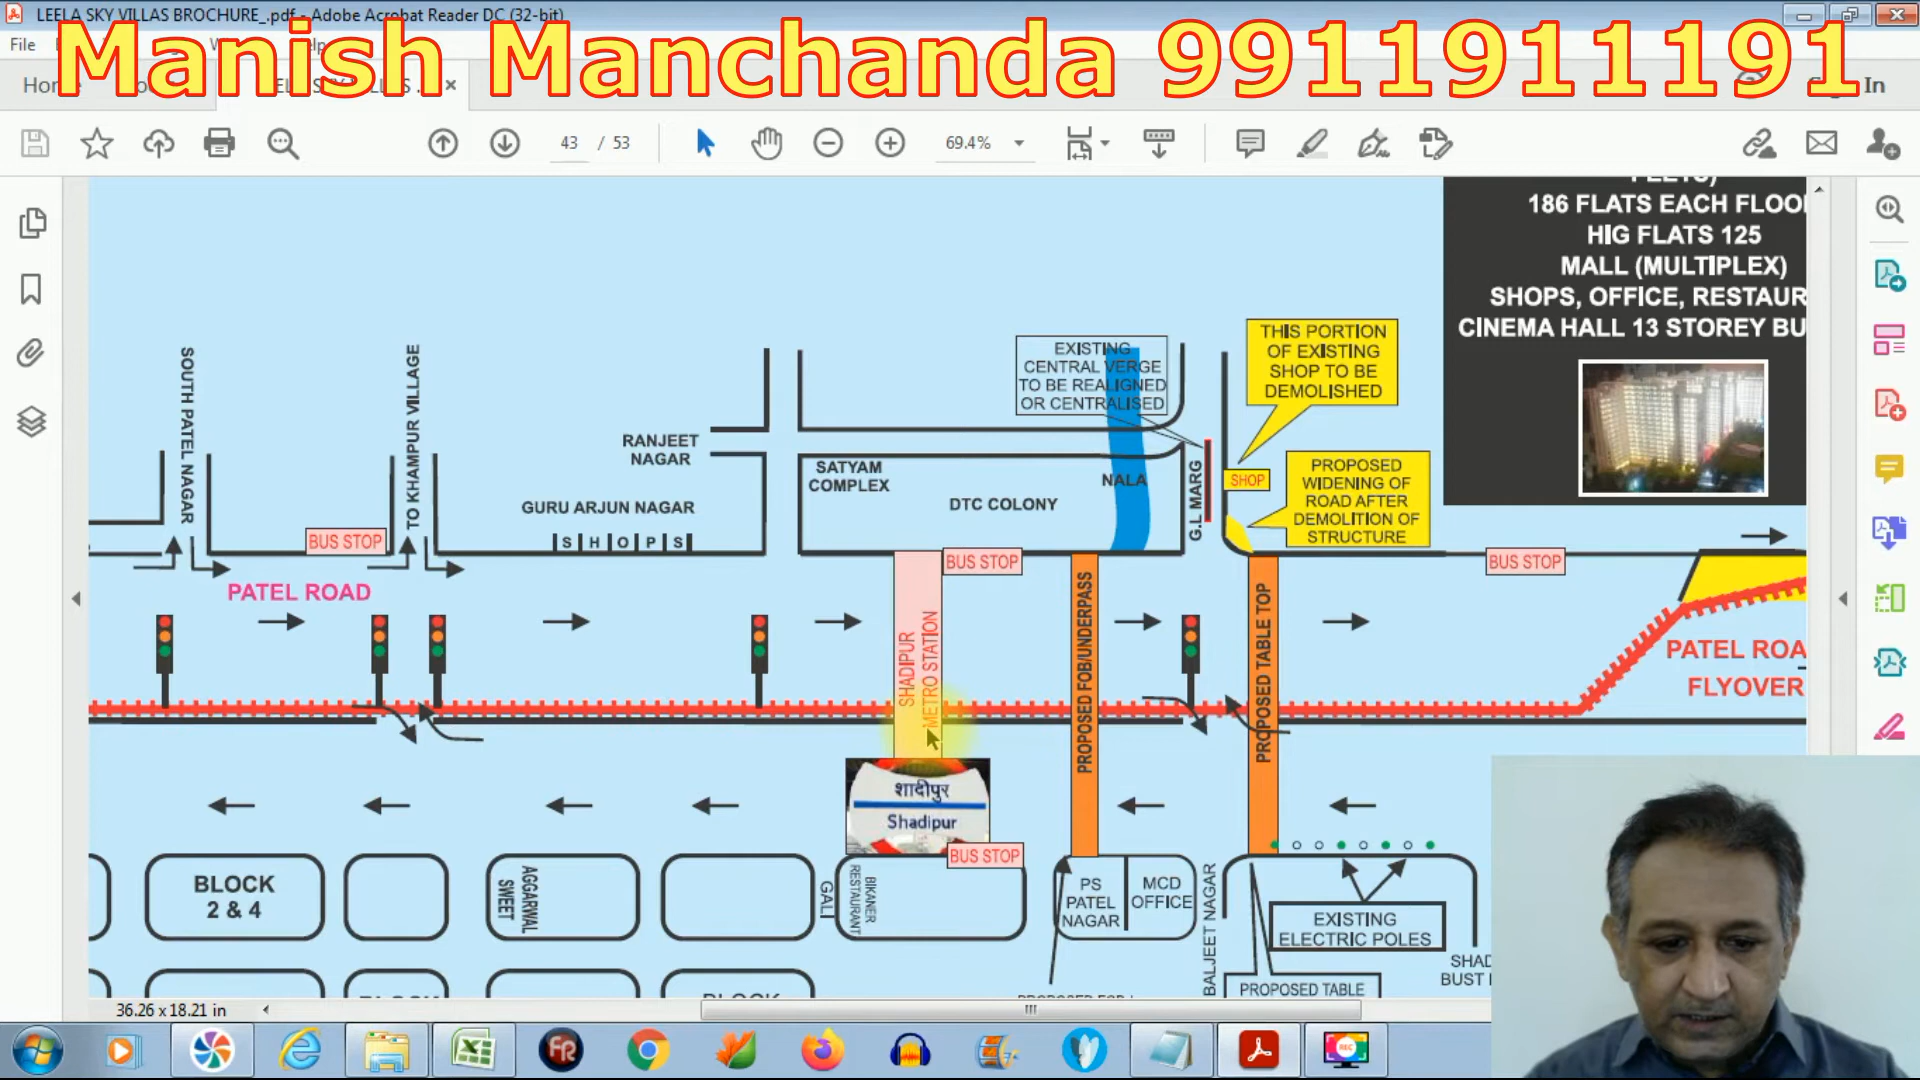 LEELA SKY VILLAS BROCHURE_.pdf - Adobe Acrobat Reader DC (32-bit)
Manish Manchanda 9911911191
File
43 / 53
69.4%
In
186 FLATS EACH FLOO
HIG FLATS 125
MALL (MULTIPLEX)
SHOPS, OFFICE, RESTAUR
CINEMA HALL 13 STOREY BU
SOUTH PATEL NAGAR
TO KHAMPUR VILLAGE
RANJEET
NAGAR
GURU ARJUN NAGAR
SHOPS
SATYAM
COMPLEX
DTC COLONY
NALA
EXISTING
CENTRAL VERGE
TO BE REALIGNED
OR CENTRALISED
G.L MARG
THIS PORTION
OF EXISTING
SHOP TO BE
DEMOLISHED
SHOP
PROPOSED
WIDENING OF
ROAD AFTER
DEMOLITION OF
STRUCTURE
BUS STOP
BUS STOP
BUS STOP
PATEL ROAD
SHADIPUR
METRO STATION
PROPOSED FOB/UNDERPASS
PROPOSED TABLE TOP
PATEL ROA
FLYOVER
शादीपुर
Shadipur
BUS STOP
BLOCK
2 & 4
AGGARWAL
SWEET
GALI
BIKANER
RESTAURANT
PS
PATEL
NAGAR
MCD
OFFICE
BALJEET NAGAR
EXISTING
ELECTRIC POLES
SHAD
BUST
PROPOSED TABLE
36.26 x 18.21 in